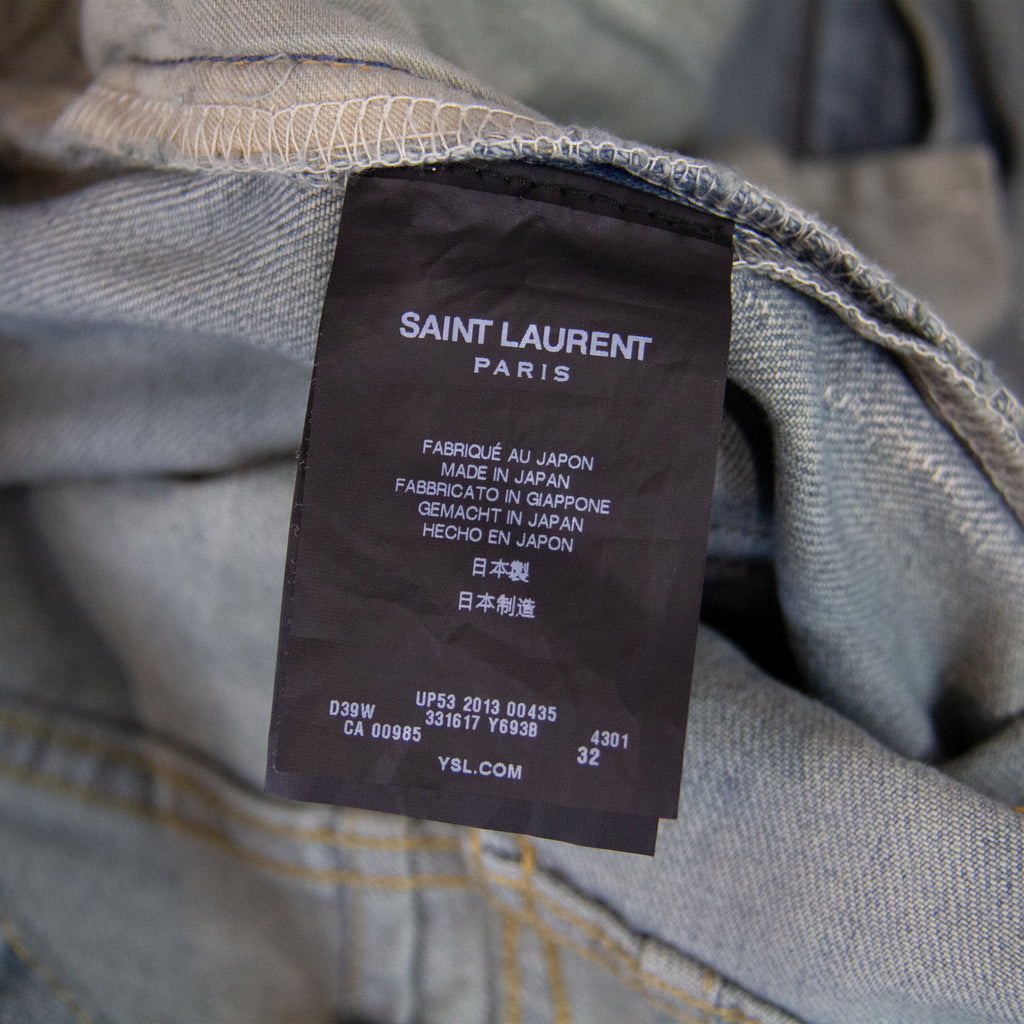 SAINT LAURENT
PARIS
FABRIQUÉ AU JAPON
MADE IN JAPAN
FABBRICATO IN GIAPPONE
GEMACHT IN JAPAN
HECHO EN JAPON
日本製
日本制造
UP53 2013 00435
D39W 331617 Y693B 4301
CA 00985 32
YSL.COM